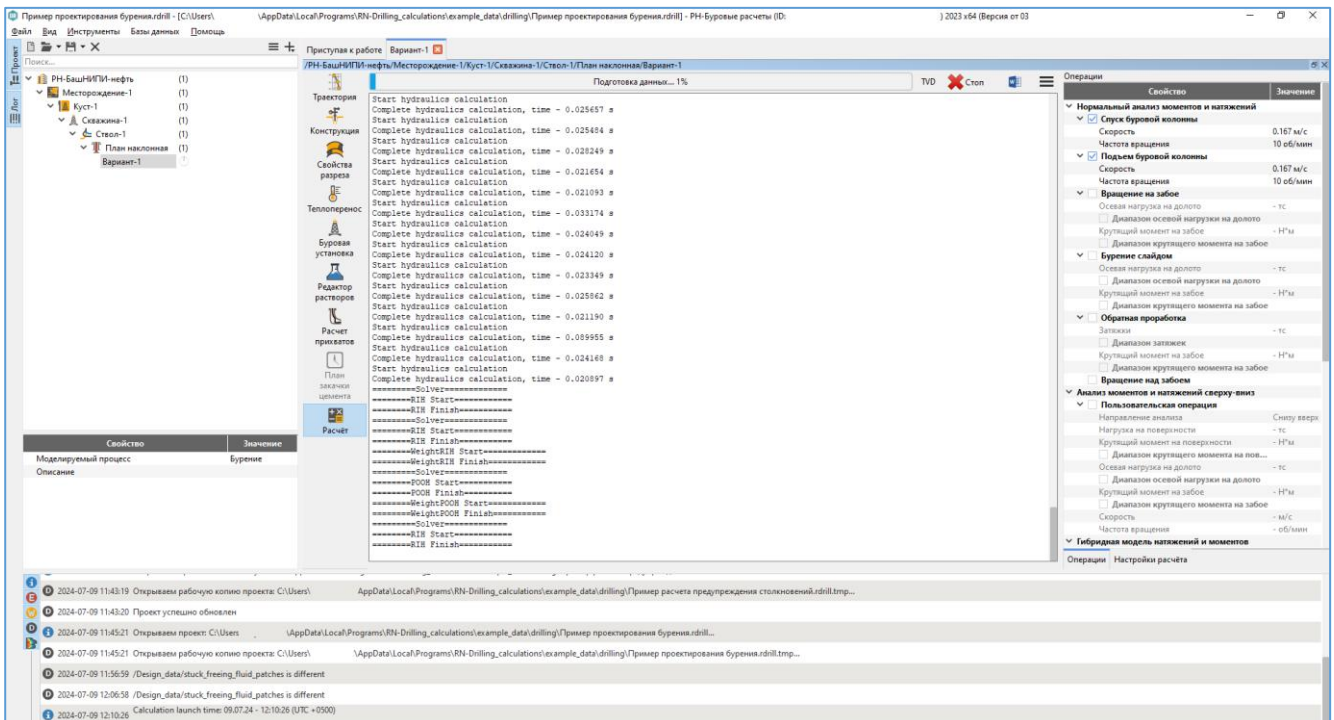 Пример проектирования бурения.rdrill - [C:\Users\ \AppData\Local\Programs\RN-Drilling_calculations\example_data\drilling\Пример проектирования бурения.rdrill] - РН-Буровые расчеты (ID: ) 2023 x64 (Версия от 03
Файл Вид Инструменты Базы данных Помощь
Проект
Лог
Поиск...
РН-БашНИПИ-нефть (1)
Месторождение-1 (1)
Куст-1 (1)
Скважина-1 (1)
Ствол-1 (1)
План наклонная (1)
Вариант-1
Свойство Значение
Моделируемый процесс Бурение
Описание
Приступая к работе Вариант-1
/РН-БашНИПИ-нефть/Месторождение-1/Куст-1/Скважина-1/Ствол-1/План наклонная/Вариант-1
Траектория
Конструкция
Свойства
разреза
Теплоперенос
Буровая
установка
Редактор
растворов
Расчет
прихватов
План
закачки
цемента
Расчёт
Подготовка данных... 1%
TVD Стоп
Start hydraulics calculation
Complete hydraulics calculation, time - 0.025657 s
Start hydraulics calculation
Complete hydraulics calculation, time - 0.025484 s
Start hydraulics calculation
Complete hydraulics calculation, time - 0.028249 s
Start hydraulics calculation
Complete hydraulics calculation, time - 0.021654 s
Start hydraulics calculation
Complete hydraulics calculation, time - 0.021093 s
Start hydraulics calculation
Complete hydraulics calculation, time - 0.033174 s
Start hydraulics calculation
Complete hydraulics calculation, time - 0.024049 s
Start hydraulics calculation
Complete hydraulics calculation, time - 0.024120 s
Start hydraulics calculation
Complete hydraulics calculation, time - 0.023349 s
Start hydraulics calculation
Complete hydraulics calculation, time - 0.025862 s
Start hydraulics calculation
Complete hydraulics calculation, time - 0.021190 s
Start hydraulics calculation
Complete hydraulics calculation, time - 0.089955 s
Start hydraulics calculation
Complete hydraulics calculation, time - 0.024168 s
Start hydraulics calculation
Complete hydraulics calculation, time - 0.020897 s
=========Solver=============
========RIH Start============
========RIH Finish===========
=========Solver=============
========RIH Start============
========RIH Finish===========
========WeightRIH Start=============
========WeightRIH Finish============
=========Solver=============
========POOH Start===========
========POOH Finish==========
========WeightPOOH Start============
========WeightPOOH Finish===========
=========Solver=============
========RIH Start============
========RIH Finish===========
Операции
Свойство Значение
Нормальный анализ моментов и натяжений
Спуск буровой колонны
Скорость 0.167 м/с
Частота вращения 10 об/мин
Подъем буровой колонны
Скорость 0.167 м/с
Частота вращения 10 об/мин
Вращение на забое
Осевая нагрузка на долото - тс
Диапазон осевой нагрузки на долото
Крутящий момент на забое - Н*м
Диапазон крутящего момента на забое
Бурение слайдом
Осевая нагрузка на долото - тс
Диапазон осевой нагрузки на долото
Крутящий момент на забое - Н*м
Диапазон крутящего момента на забое
Обратная проработка
Затяжки - тс
Диапазон затяжек
Крутящий момент на забое - Н*м
Диапазон крутящего момента на забое
Вращение над забоем
Анализ моментов и натяжений сверху-вниз
Пользовательская операция
Направление анализа Снизу вверх
Нагрузка на поверхности - тс
Крутящий момент на поверхности - Н*м
Диапазон крутящего момента на пов...
Осевая нагрузка на долото - тс
Диапазон осевой нагрузки на долото
Крутящий момент на забое - Н*м
Диапазон крутящего момента на забое
Скорость - м/с
Частота вращения - об/мин
Гибридная модель натяжений и моментов
Операции Настройки расчёта
2024-07-09 11:43:19 Открываем рабочую копию проекта: C:\Users\ AppData\Local\Programs\RN-Drilling_calculations\example_data\drilling\Пример расчета предупреждения столкновений.rdrill.tmp...
2024-07-09 11:43:20 Проект успешно обновлен
2024-07-09 11:45:21 Открываем проект: C:\Users \AppData\Local\Programs\RN-Drilling_calculations\example_data\drilling\Пример проектирования бурения.rdrill...
2024-07-09 11:45:21 Открываем рабочую копию проекта: C:\Users\ \AppData\Local\Programs\RN-Drilling_calculations\example_data\drilling\Пример проектирования бурения.rdrill.tmp...
2024-07-09 11:56:59 /Design_data/stuck_freeing_fluid_patches is different
2024-07-09 12:06:58 /Design_data/stuck_freeing_fluid_patches is different
2024-07-09 12:10:26 Calculation launch time: 09.07.24 - 12:10:26 (UTC +0500)